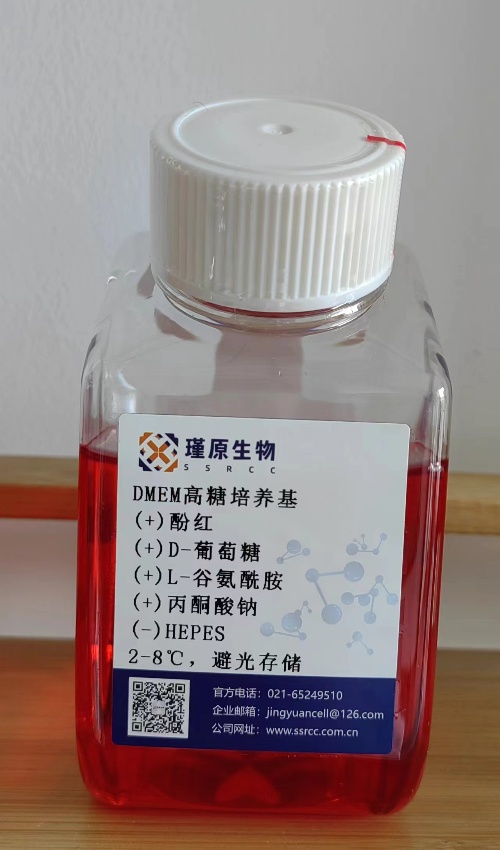 瑾原生物
SSRCC
DMEM高糖培养基
(+)酚红
(+)D-葡萄糖
(+)L-谷氨酰胺
(+)丙酮酸钠
(-)HEPES
2-8℃，避光存储
官方电话：021-65249510
企业邮箱：jingyuancell@126.com
公司网址：www.ssrcc.com.cn